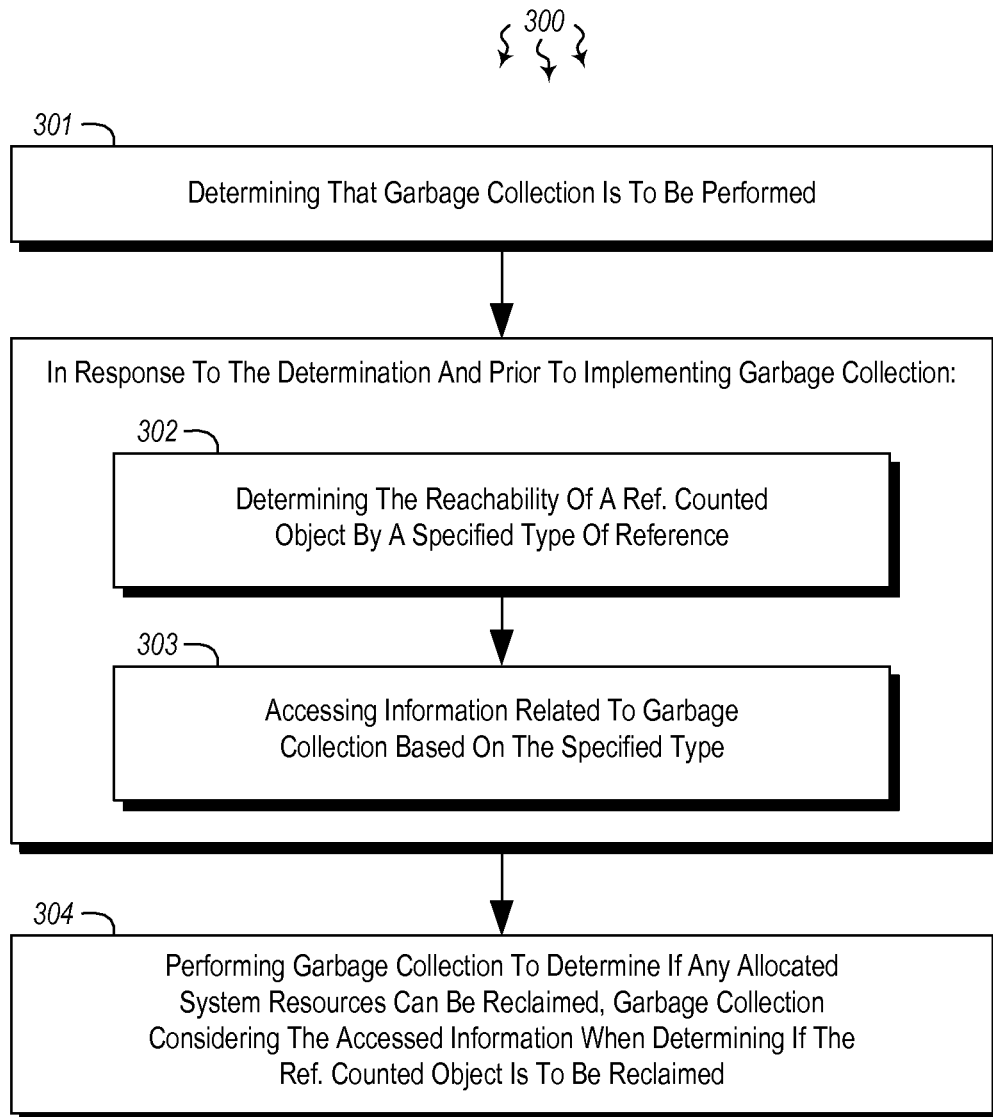 300
301
Determining That Garbage Collection Is To Be Performed
In Response To The Determination And Prior To Implementing Garbage Collection:
302
Determining The Reachability Of A Ref. Counted
Object By A Specified Type Of Reference
303
Accessing Information Related To Garbage
Collection Based On The Specified Type
304
Performing Garbage Collection To Determine If Any Allocated
System Resources Can Be Reclaimed, Garbage Collection
Considering The Accessed Information When Determining If The
Ref. Counted Object Is To Be Reclaimed